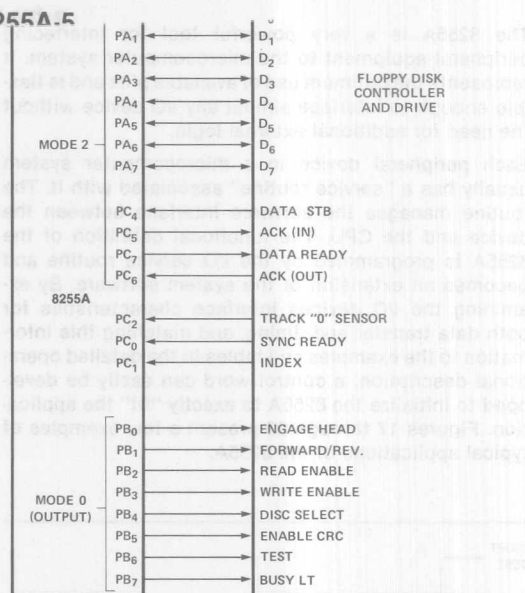 255A-5
PA1 D1
PA2 D2
PA3 D3 FLOPPY DISK
CONTROLLER
PA4 D4 AND DRIVE
PA5 D5
MODE 2 PA6 D6
PA7 D7
PC4 DATA STB
PC5 ACK (IN)
PC7 DATA READY
PC6 ACK (OUT)
8255A
PC2 TRACK "0" SENSOR
PC0 SYNC READY
PC1 INDEX
PB0 ENGAGE HEAD
PB1 FORWARD/REV.
PB2 READ ENABLE
PB3 WRITE ENABLE
MODE 0
(OUTPUT) PB4 DISC SELECT
PB5 ENABLE CRC
PB6 TEST
PB7 BUSY LT